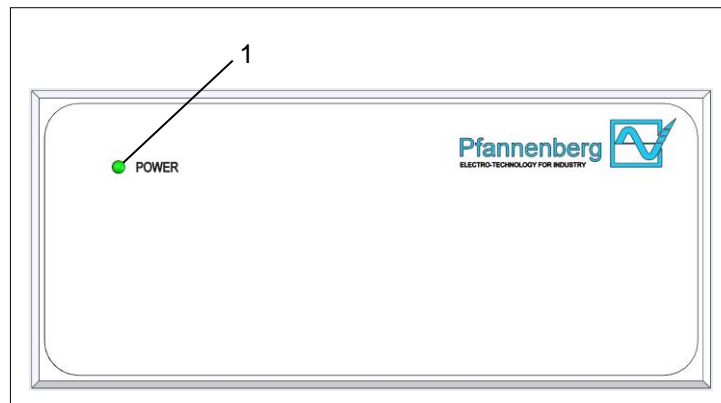 1
POWER
Pfannenberg
ELECTRO-TECHNOLOGY FOR INDUSTRY